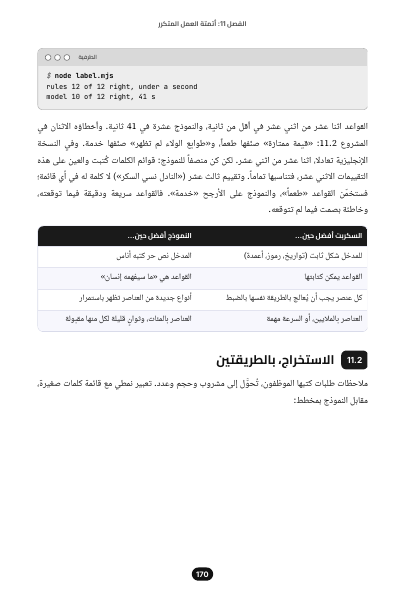 الفصل 11: أتمتة العمل المتكرر
الطرفية
$ node label.mjs
rules 12 of 12 right, under a second
model 10 of 12 right, 41 s
القواعد اثنا عشر من اثني عشر في أقل من ثانية، والنموذج عشرة في 41 ثانية. وأخطاؤه الاثنان في
المشروع 11.2: «قيمة ممتازة» صنّفها طعماً، و«طوابع الولاء لم تظهر» صنّفها خدمة. وفي النسخة
الإنجليزية تعادلا، اثنا عشر من اثني عشر. لكن كن منصفاً للنموذج: قوائم الكلمات كُتبت والعين على هذه
التقييمات الاثني عشر، فتناسبها تماماً، وتقييم ثالث عشر («النادل نسي السكر») لا كلمة له في أي قائمة؛
فستخمّن القواعد «طعماً»، والنموذج على الأرجح «خدمة». فالقواعد سريعة ودقيقة فيما توقعته،
وخاطئة بصمت فيما لم تتوقعه.
السكربت أفضل حين... النموذج أفضل حين...
للمدخل شكل ثابت (تواريخ، رموز، أعمدة) المدخل نص حر كتبه أناس
القواعد يمكن كتابتها القواعد هي «ما سيفهمه إنسان»
كل عنصر يجب أن يُعالج بالطريقة نفسها بالضبط أنواع جديدة من العناصر تظهر باستمرار
العناصر بالملايين، أو السرعة مهمة العناصر بالمئات، وثوانٍ قليلة لكل منها مقبولة
11.2 الاستخراج، بالطريقتين
ملاحظات طلبات كتبها الموظفون، تُحوَّل إلى مشروب وحجم وعدد. تعبير نمطي مع قائمة كلمات صغيرة،
مقابل النموذج بمخطط:
170